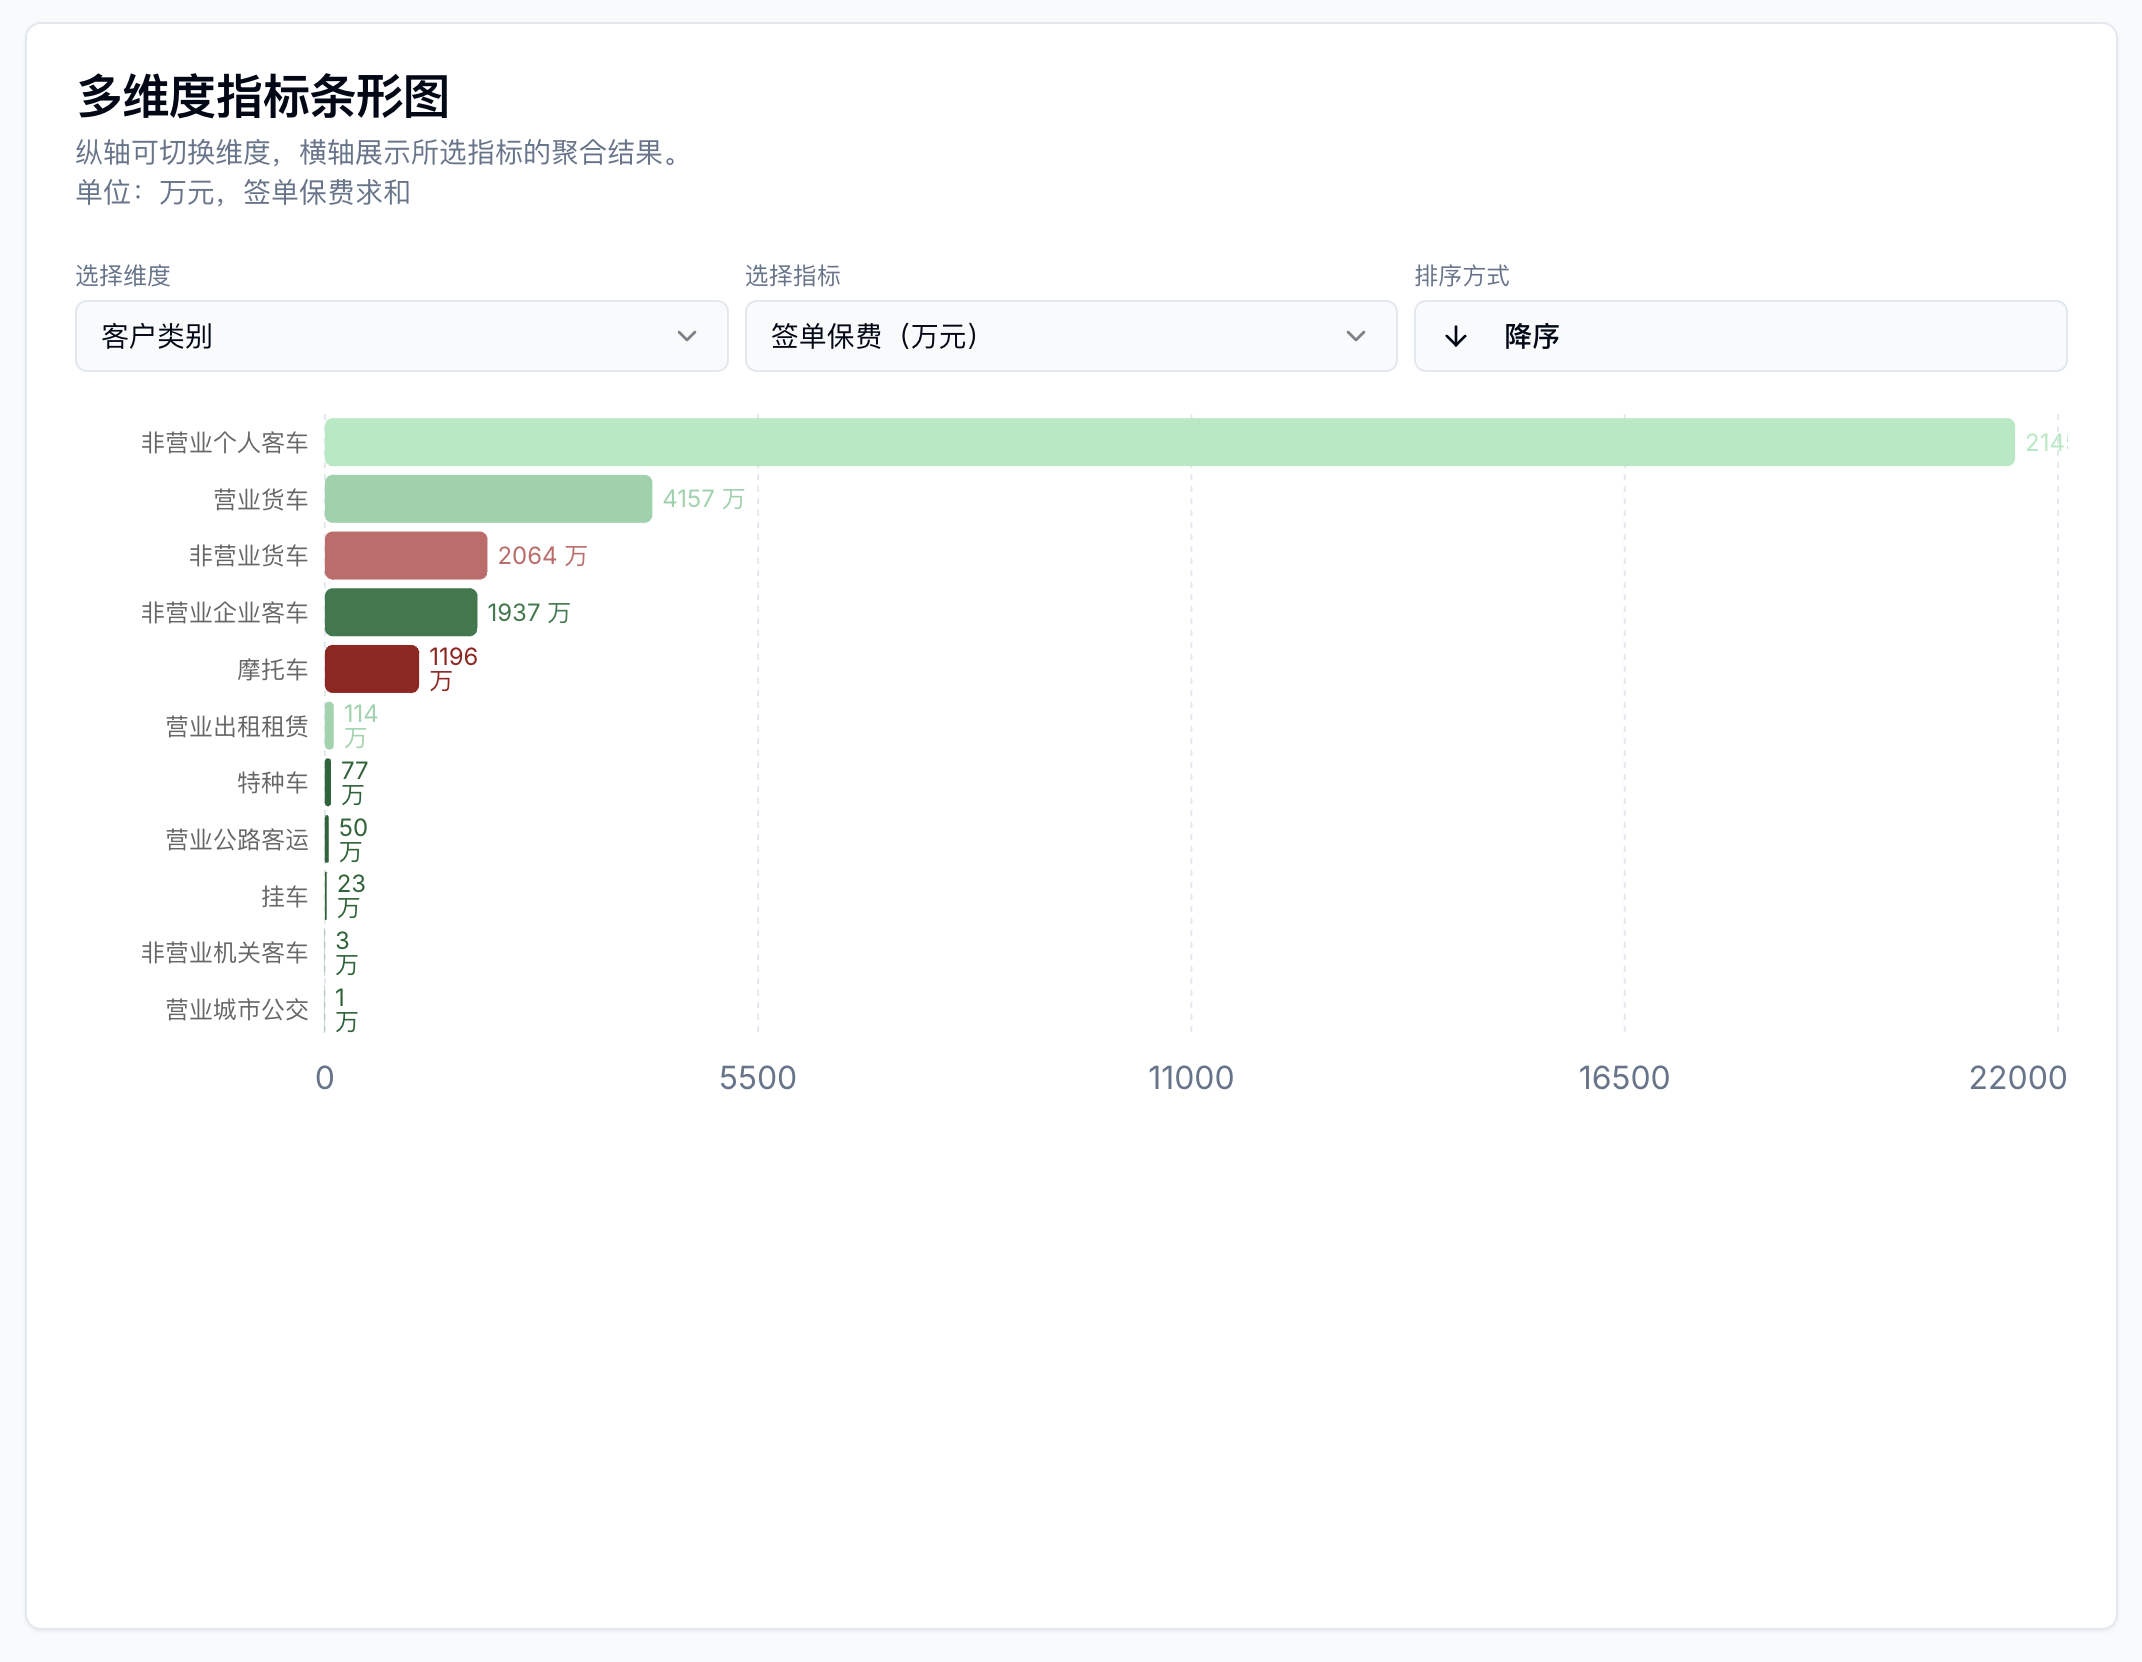 多维度指标条形图
纵轴可切换维度，横轴展示所选指标的聚合结果。
单位：万元，签单保费求和
选择维度
选择指标
排序方式
客户类别
签单保费（万元）
降序
非营业个人客车
营业货车
4157 万
非营业货车
2064 万
非营业企业客车
1937 万
摩托车
1196
万
营业出租租赁
114
万
特种车
77
万
营业公路客运
50
万
挂车
23
万
非营业机关客车
3
万
营业城市公交
1
万
0
5500
11000
16500
22000